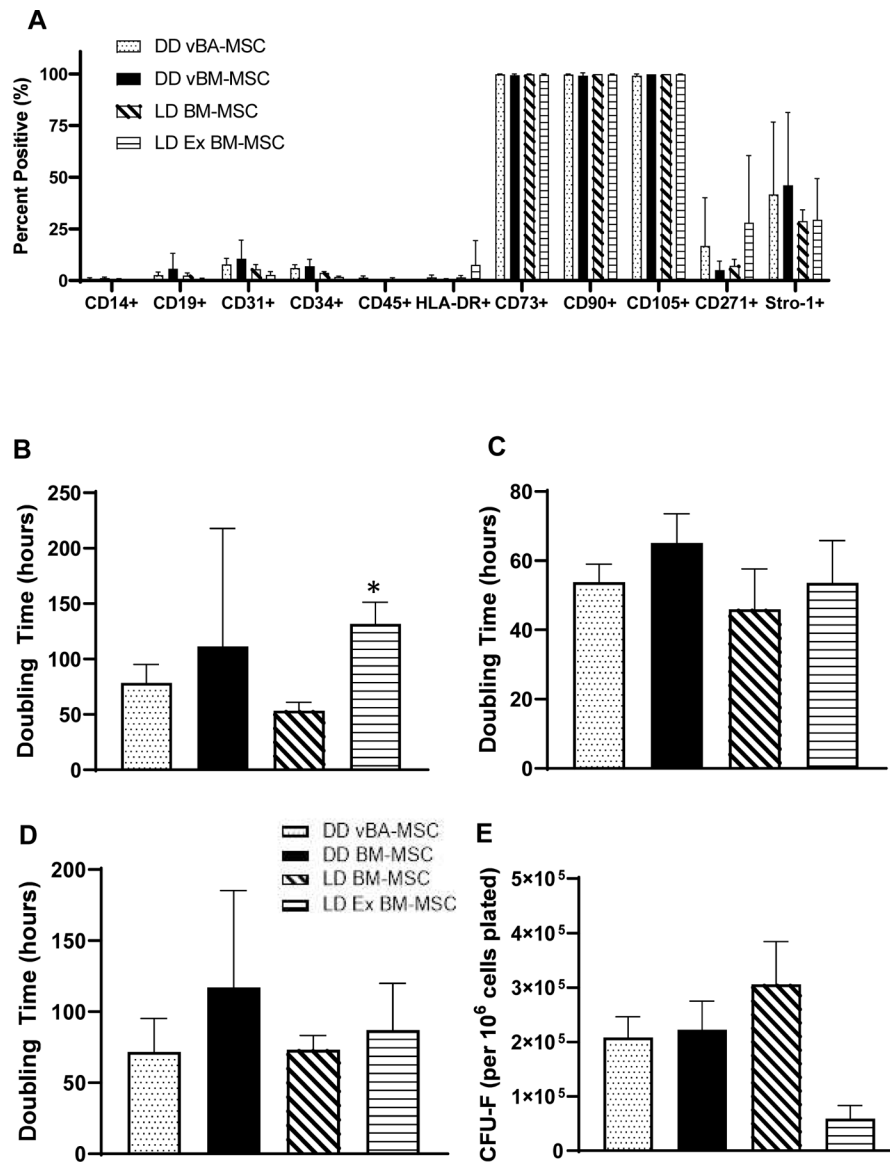 A
DD vBA-MSC
DD vBM-MSC
LD BM-MSC
LD Ex BM-MSC
Percent Positive (%)
100
75
50
25
0
CD14+ CD19+ CD31+ CD34+ CD45+ HLA-DR+ CD73+ CD90+ CD105+ CD271+ Stro-1+
B
Doubling Time (hours)
250
200
150
100
50
0
*
C
Doubling Time (hours)
80
60
40
20
0
D
DD vBA-MSC
DD BM-MSC
LD BM-MSC
LD Ex BM-MSC
Doubling Time (hours)
200
150
100
50
0
E
CFU-F (per 10⁶ cells plated)
5×10⁵
4×10⁵
3×10⁵
2×10⁵
1×10⁵
0